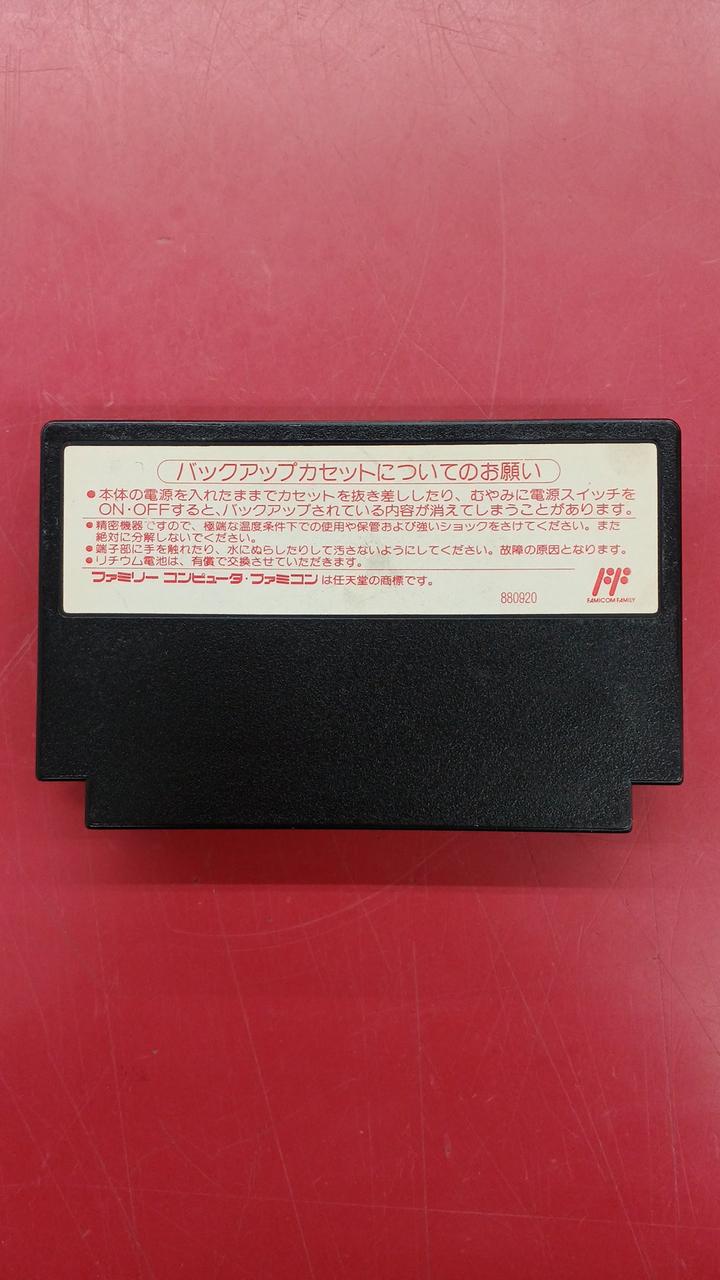 バックアップカセットについてのお願い
●本体の電源を入れたままでカセットを抜き差ししたり、むやみに電源スイッチを
ON・OFFすると、バックアップされている内容が消えてしまうことがあります。
●精密機器ですので、極端な温度条件下での使用や保管および強いショックをさけてください。また
絶対に分解しないでください。
●端子部に手を触れたり、水にぬらしたりして汚さないようにしてください。故障の原因となります。
●リチウム電池は、有償で交換させていただきます。
ファミリー コンピュータ・ファミコンは任天堂の商標です。
880920
FAMICOM FAMILY